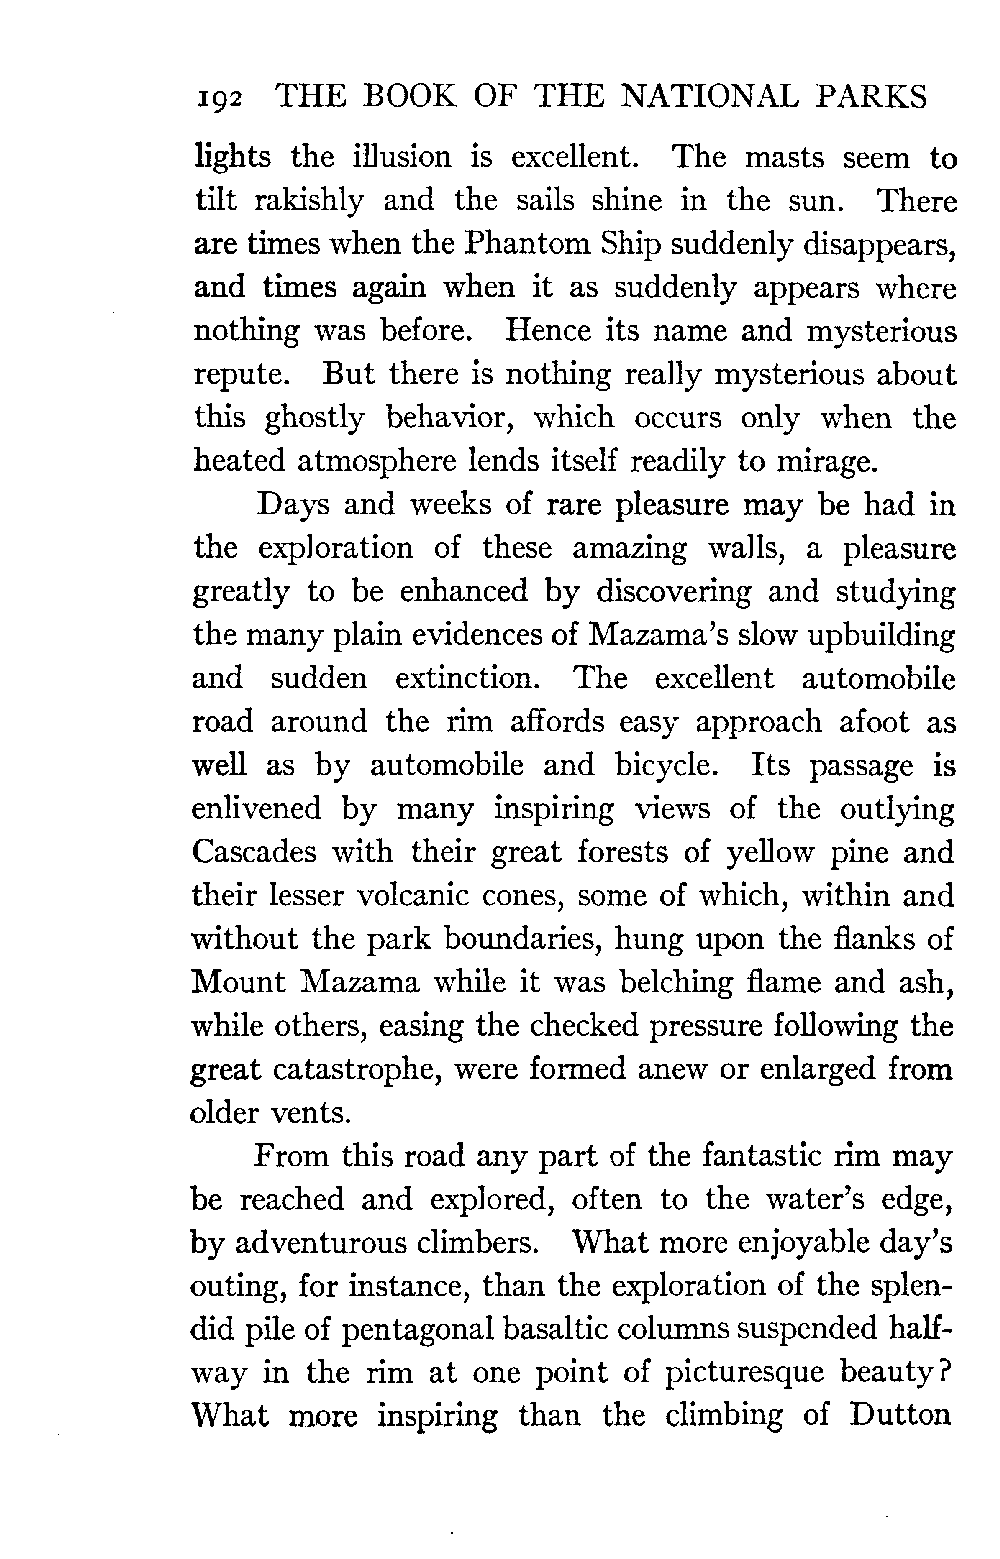 192 THE BOOK OF THE NATIONAL PARKS
lights the illusion is excellent. The masts seem to
tilt rakishly and the sails shine in the sun. There
are times when the Phantom Ship suddenly disappears,
and times again when it as suddenly appears where
nothing was before. Hence its name and mysterious
repute. But there is nothing really mysterious about
this ghostly behavior, which occurs only when the
heated atmosphere lends itself readily to mirage.
Days and weeks of rare pleasure may be had in
the exploration of these amazing walls, a pleasure
greatly to be enhanced by discovering and studying
the many plain evidences of Mazama's slow upbuilding
and sudden extinction. The excellent automobile
road around the rim affords easy approach afoot as
well as by automobile and bicycle. Its passage is
enlivened by many inspiring views of the outlying
Cascades with their great forests of yellow pine and
their lesser volcanic cones, some of which, within and
without the park boundaries, hung upon the flanks of
Mount Mazama while it was belching flame and ash,
while others, easing the checked pressure following the
great catastrophe, were formed anew or enlarged from
older vents.
From this road any part of the fantastic rim may
be reached and explored, often to the water's edge,
by adventurous climbers. What more enjoyable day's
outing, for instance, than the exploration of the splen-
did pile of pentagonal basaltic columns suspended half-
way in the rim at one point of picturesque beauty?
What more inspiring than the climbing of Dutton